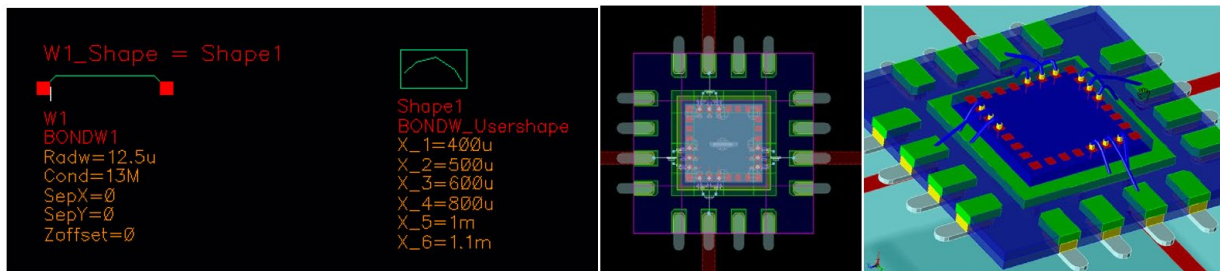 W1_Shape = Shape1
W1
BONDW1
Radw=12.5u
Cond=13M
SepX=0
SepY=0
Zoffset=0
Shape1
BONDW_Usershape
X_1=400u
X_2=500u
X_3=600u
X_4=800u
X_5=1m
X_6=1.1m